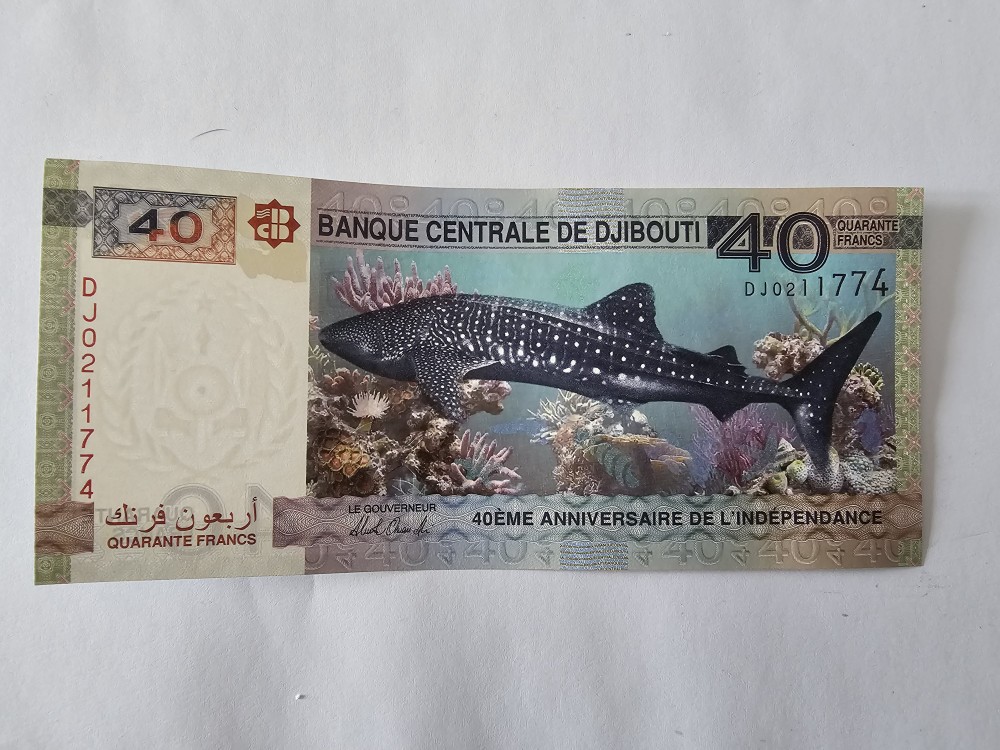 40
BCD
BANQUE CENTRALE DE DJIBOUTI
40
QUARANTE
FRANCS
DJ0211774
DJ0211774
أربعون فرنك
QUARANTE FRANCS
LE GOUVERNEUR
40ÈME ANNIVERSAIRE DE L'INDÉPENDANCE